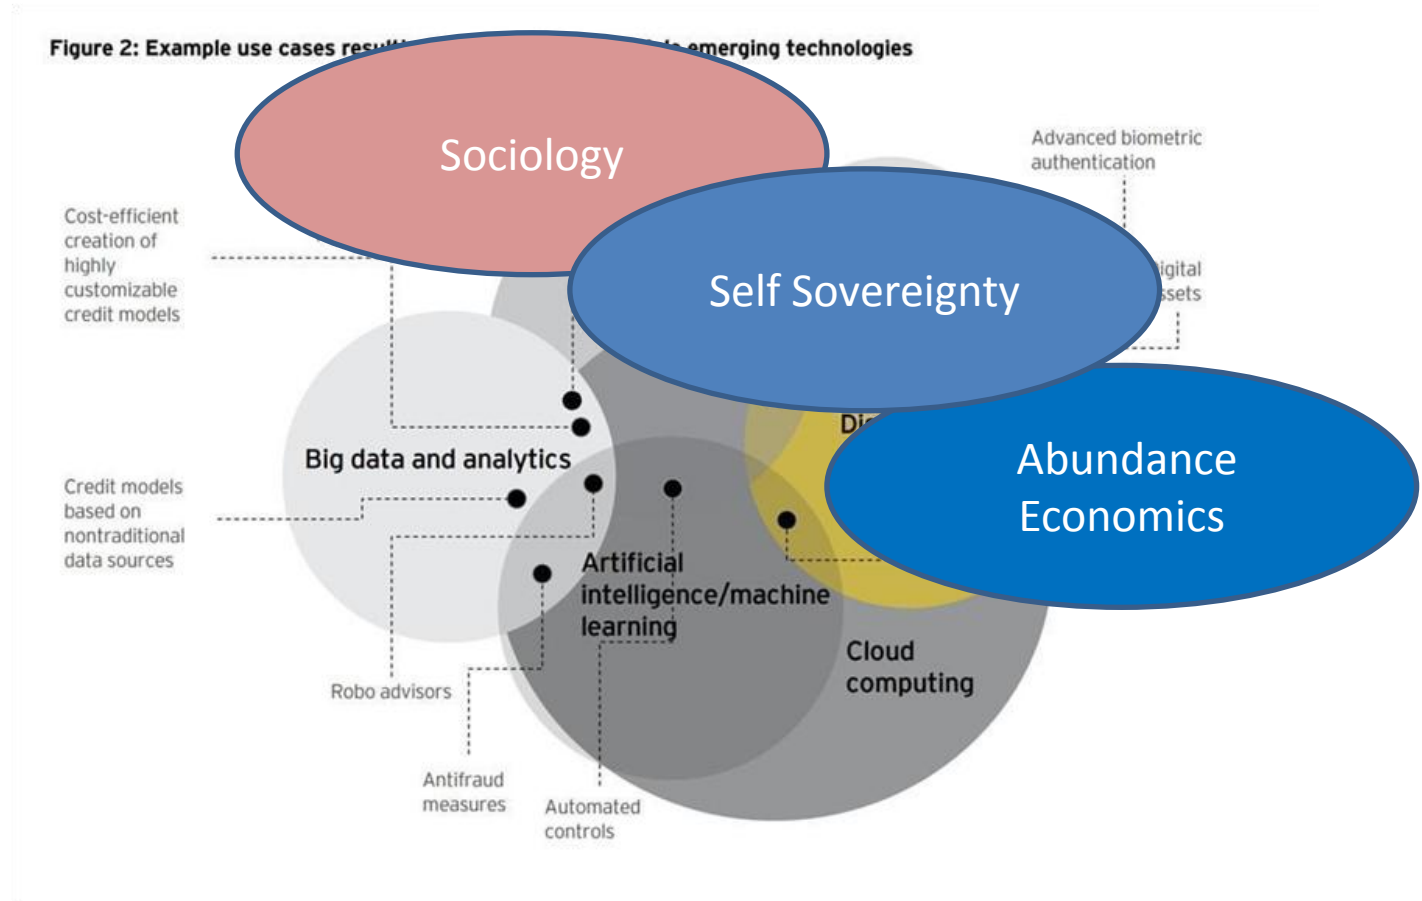 Figure 2: Example use cases emerging technologies
Sociology
Advanced biometric
authentication
Cost-efficient
creation of
highly
customizable
credit models
Self Sovereignty
Big data and analytics
Abundance
Economics
Credit models
based on
nontraditional
data sources
Artificial
intelligence/machine
learning
Cloud
computing
Robo advisors
Antifraud
measures
Automated
controls